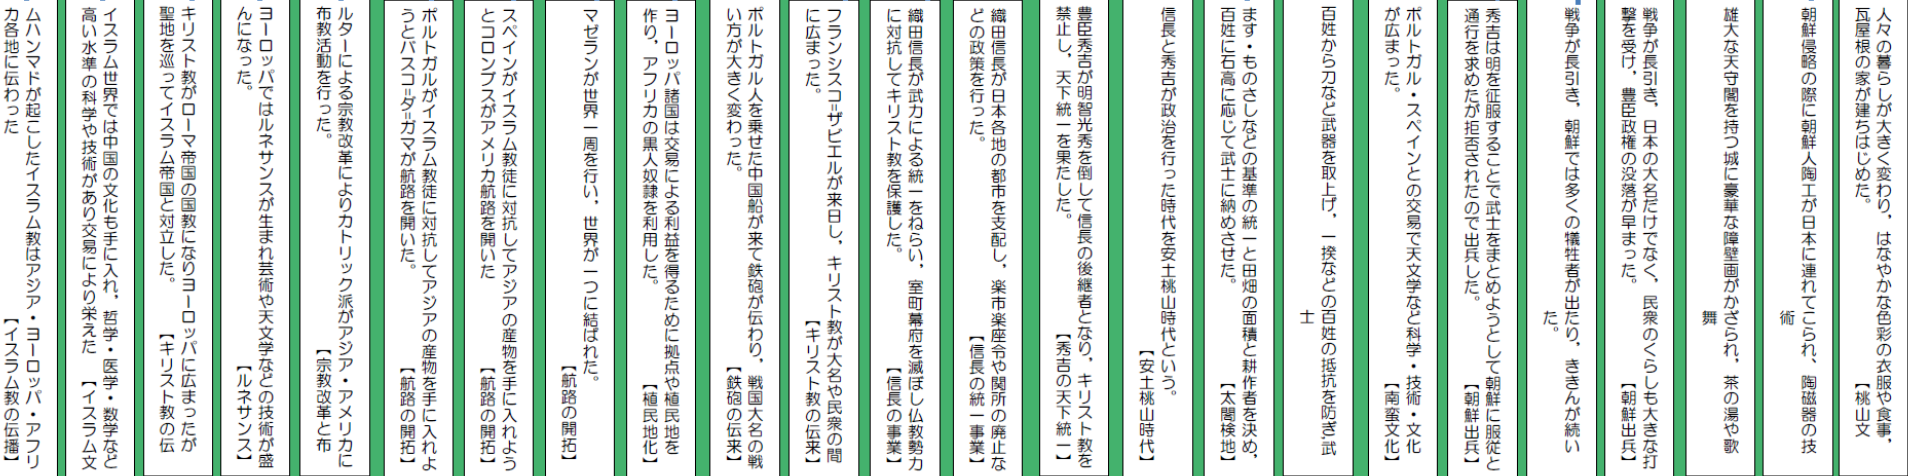 人々の暮らしが大きく変わり，はなやかな色彩の衣服や食事，
瓦屋根の家が建ちはじめた。【桃山文
朝鮮侵略の際に朝鮮人陶工が日本に連れてこられ，陶磁器の技
術
雄大な天守閣を持つ城に豪華な障壁画がかざられ，茶の湯や歌
舞
戦争が長引き，日本の大名だけでなく，民衆のくらしも大きな打
撃を受け，豊臣政権の没落が早まった。【朝鮮出兵】
戦争が長引き，朝鮮では多くの犠牲者が出たり，ききんが続い
た。
秀吉は明を征服することで武士をまとめようとして朝鮮に服従と
通行を求めたが拒否されたので出兵した。【朝鮮出兵】
ポルトガル・スペインとの交易で天文学など科学・技術・文化
が広まった。【南蛮文化】
百姓から刀など武器を取上げ，一揆などの百姓の抵抗を防ぎ,武
士
ます・ものさしなどの基準の統一と田畑の面積と耕作者を決め，
百姓に石高に応じて武士に納めさせた。【太閤検地】
信長と秀吉が政治を行った時代を安土桃山時代という。
【安土桃山時代】
豊臣秀吉が明智光秀を倒して信長の後継者となり，キリスト教を
禁止し，天下統一を果たした。【秀吉の天下統一】
織田信長が日本各地の都市を支配し，楽市楽座令や関所の廃止な
どの政策を行った。【信長の統一事業】
織田信長が武力による統一をねらい，室町幕府を滅ぼし仏教勢力
に対抗してキリスト教を保護した。【信長の事業】
フランシスコ=ザビエルが来日し，キリスト教が大名や民衆の間
に広まった。【キリスト教の伝来】
ポルトガル人を乗せた中国船が来て鉄砲が伝わり，戦国大名の戦
い方が大きく変わった。【鉄砲の伝来】
ヨーロッパ諸国は交易による利益を得るために拠点や植民地を
作り，アフリカの黒人奴隷を利用した。【植民地化】
マゼランが世界一周を行い，世界が一つに結ばれた。
【航路の開拓】
スペインがイスラム教徒に対抗してアジアの産物を手に入れよう
とコロンブスがアメリカ航路を開いた【航路の開拓】
ポルトガルがイスラム教徒に対抗してアジアの産物を手に入れよ
うとバスコ=ダ=ガマが航路を開いた。【航路の開拓】
ルターによる宗教改革によりカトリック派がアジア・アメリカに
布教活動を行った。【宗教改革と布
ヨーロッパではルネサンスが生まれ芸術や天文学などの技術が盛
んになった。【ルネサンス】
キリスト教がローマ帝国の国教になりヨーロッパに広まったが
聖地を巡ってイスラム帝国と対立した。【キリスト教の伝
イスラム世界では中国の文化も手に入れ，哲学・医学・数学など
高い水準の科学や技術があり交易により栄えた【イスラム文
ムハンマドが起こしたイスラム教はアジア・ヨーロッパ・アフリ
カ各地に伝わった【イスラム教の伝播】